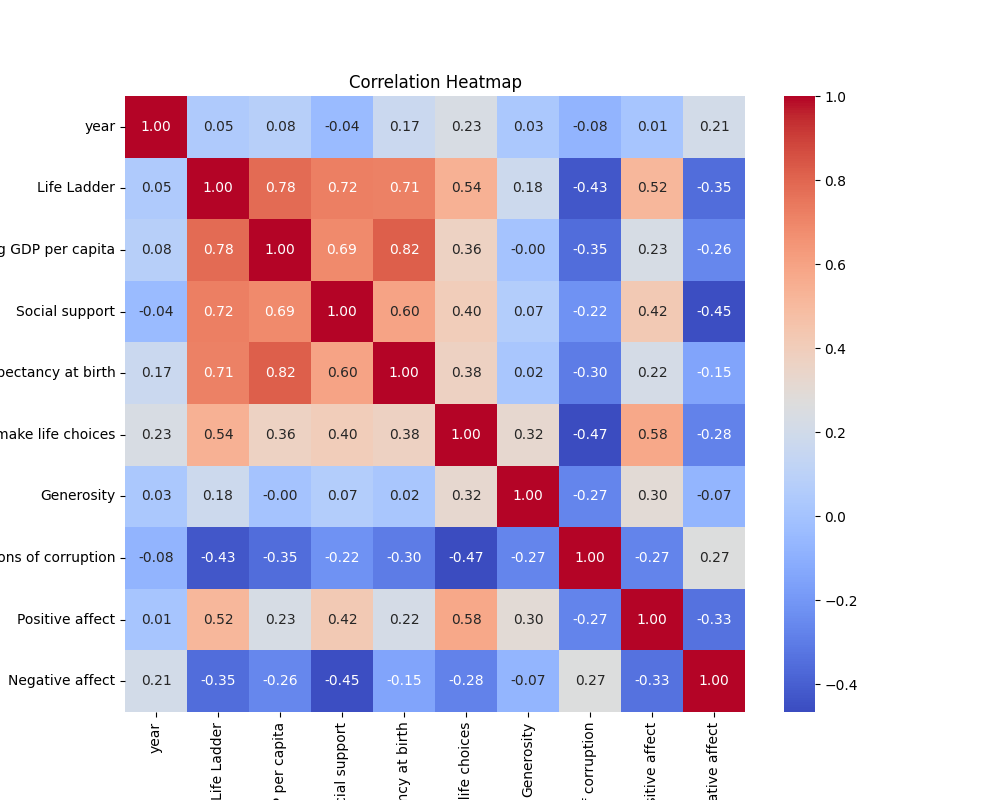 Correlation Heatmap
year 1.00 0.05 0.08 -0.04 0.17 0.23 0.03 -0.08 0.01 0.21
Life Ladder 0.05 1.00 0.78 0.72 0.71 0.54 0.18 -0.43 0.52 -0.35
g GDP per capita 0.08 0.78 1.00 0.69 0.82 0.36 -0.00 -0.35 0.23 -0.26
Social support -0.04 0.72 0.69 1.00 0.60 0.40 0.07 -0.22 0.42 -0.45
pectancy at birth 0.17 0.71 0.82 0.60 1.00 0.38 0.02 -0.30 0.22 -0.15
make life choices 0.23 0.54 0.36 0.40 0.38 1.00 0.32 -0.47 0.58 -0.28
Generosity 0.03 0.18 -0.00 0.07 0.02 0.32 1.00 -0.27 0.30 -0.07
ons of corruption -0.08 -0.43 -0.35 -0.22 -0.30 -0.47 -0.27 1.00 -0.27 0.27
Positive affect 0.01 0.52 0.23 0.42 0.22 0.58 0.30 -0.27 1.00 -0.33
Negative affect 0.21 -0.35 -0.26 -0.45 -0.15 -0.28 -0.07 0.27 -0.33 1.00
year
Life Ladder
P per capita
cial support
ncy at birth
life choices
Generosity
f corruption
sitive affect
ative affect
1.0
0.8
0.6
0.4
0.2
0.0
−0.2
−0.4